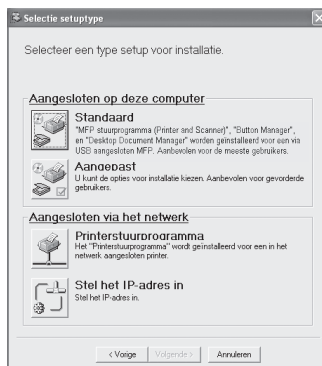 Selectie setuptype
Selecteer een type setup voor installatie.
Aangesloten op deze computer
Standaard
"MFP stuurprogramma (Printer and Scanner)", "Button Manager",
en "Desktop Document Manager" worden geïnstalleerd voor een via
USB aangesloten MFP. Aanbevolen voor de meeste gebruikers.
Aangepast
U kunt de opties voor installatie kiezen. Aanbevolen voor gevorderde
gebruikers.
Aangesloten via het netwerk
Printerstuurprogramma
Het "Printerstuurprogramma" wordt geïnstalleerd voor een in het
netwerk aangesloten printer.
Stel het IP-adres in
Stel het IP-adres in.
< Vorige Volgende > Annuleren